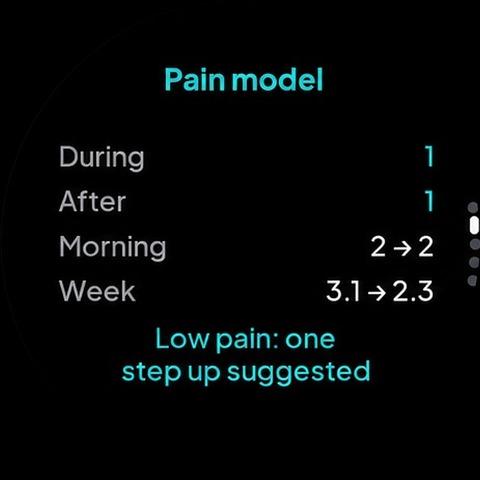 Pain model
During 1
After 1
Morning 2 → 2
Week 3.1 → 2.3
Low pain: one
step up suggested